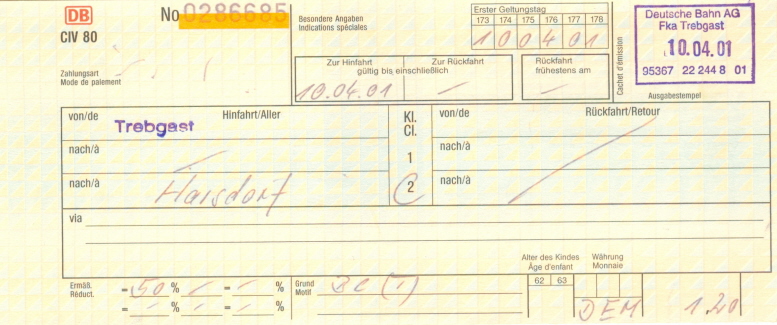 DB
CIV 80
No 0286685
Besondere Angaben
Indications spéciales
Erster Geltungstag
173 174 175 176 177 178
1 0 0 4 0 1
Deutsche Bahn AG
Fka Trebgast
10.04.01
95367 22 244 8 01
Cachet d'émission
Ausgabestempel
Zahlungsart
Mode de paiement
Zur Hinfahrt Zur Rückfahrt
gültig bis einschließlich
10.04.01 —
Rückfahrt
frühestens am
—
von/de Hinfahrt/Aller
Trebgast
nach/à
nach/à Harsdorf
Kl.
Cl.
1
2
von/de Rückfahrt/Retour
nach/à
nach/à
via
Ermäß.
Réduct.
= 50 % = %
= % = %
Grund
Motif
BC (T)
Alter des Kindes
Âge d'enfant
62 63
Währung
Monnaie
DEM 1.20